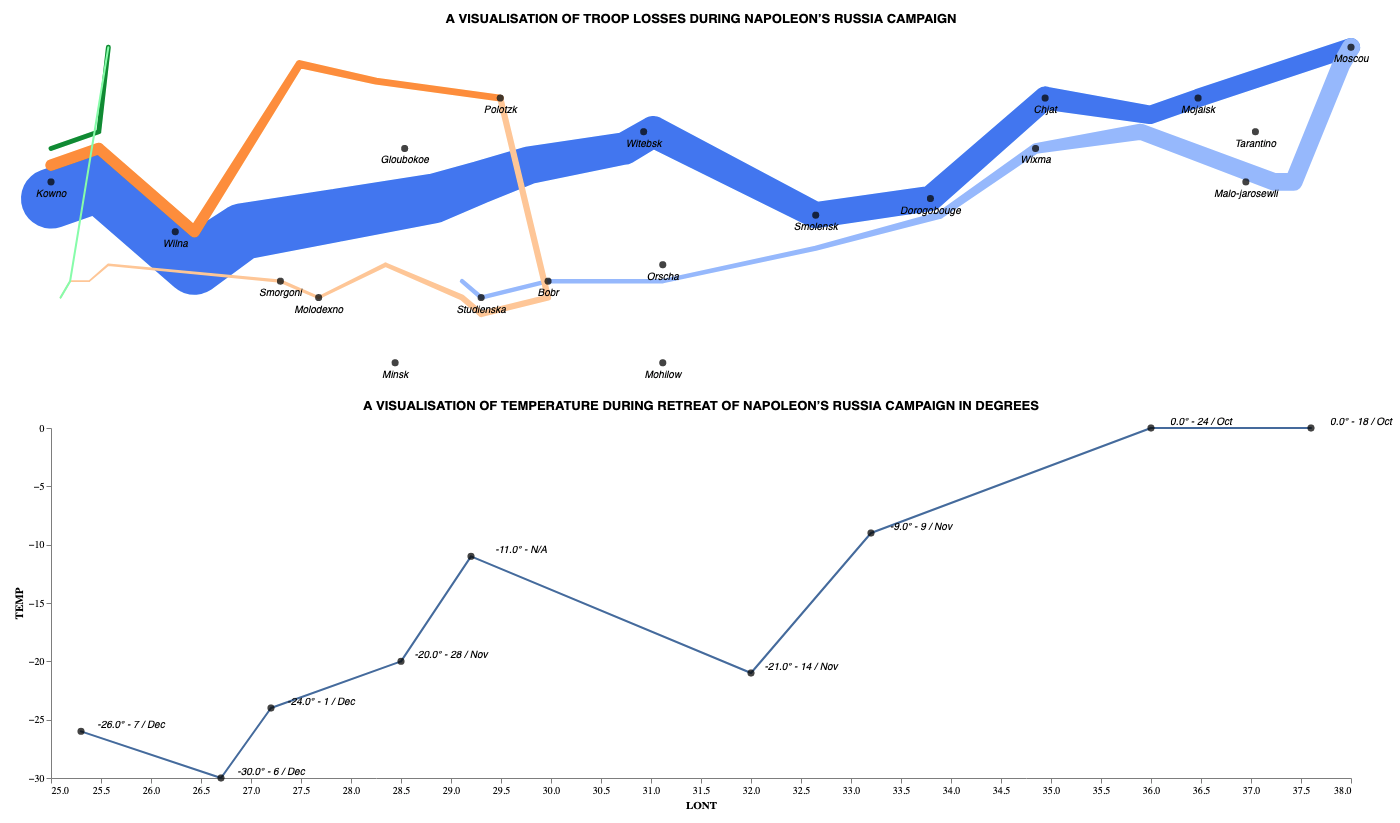 A VISUALISATION OF TROOP LOSSES DURING NAPOLEON'S RUSSIA CAMPAIGN
Moscou
Polotzk
Chjat
Mojaisk
Witebsk
Tarantino
Gloubokoe
Wixma
Kowno
Malo-jarosewli
Dorogobouge
Smolensk
Wilna
Orscha
Smorgoni
Bobr
Molodexno
Studienska
Minsk
Mohilow
A VISUALISATION OF TEMPERATURE DURING RETREAT OF NAPOLEON'S RUSSIA CAMPAIGN IN DEGREES
0
−5
−10
−15
−20
−25
−30
TEMP
0.0° - 24 / Oct
0.0° - 18 / Oct
-9.0° - 9 / Nov
-11.0° - N/A
-20.0° - 28 / Nov
-21.0° - 14 / Nov
-24.0° - 1 / Dec
-26.0° - 7 / Dec
-30.0° - 6 / Dec
25.0 25.5 26.0 26.5 27.0 27.5 28.0 28.5 29.0 29.5 30.0 30.5 31.0 31.5 32.0 32.5 33.0 33.5 34.0 34.5 35.0 35.5 36.0 36.5 37.0 37.5 38.0
LONT